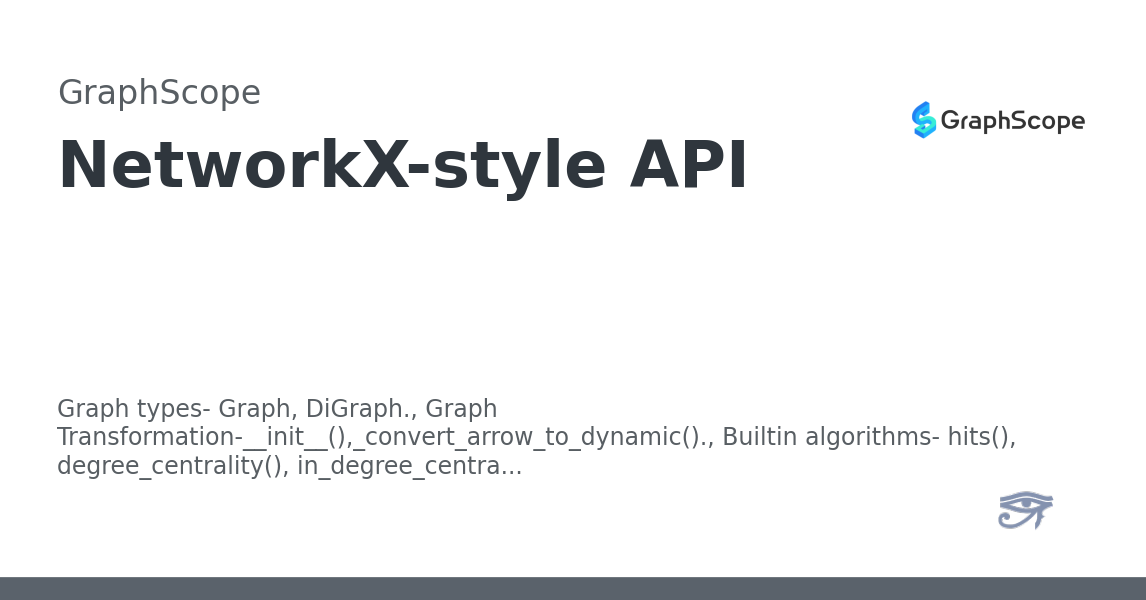 GraphScope
GraphScope
NetworkX-style API
Graph types- Graph, DiGraph., Graph
Transformation-__init__(),_convert_arrow_to_dynamic()., Builtin algorithms- hits(),
degree_centrality(), in_degree_centra...